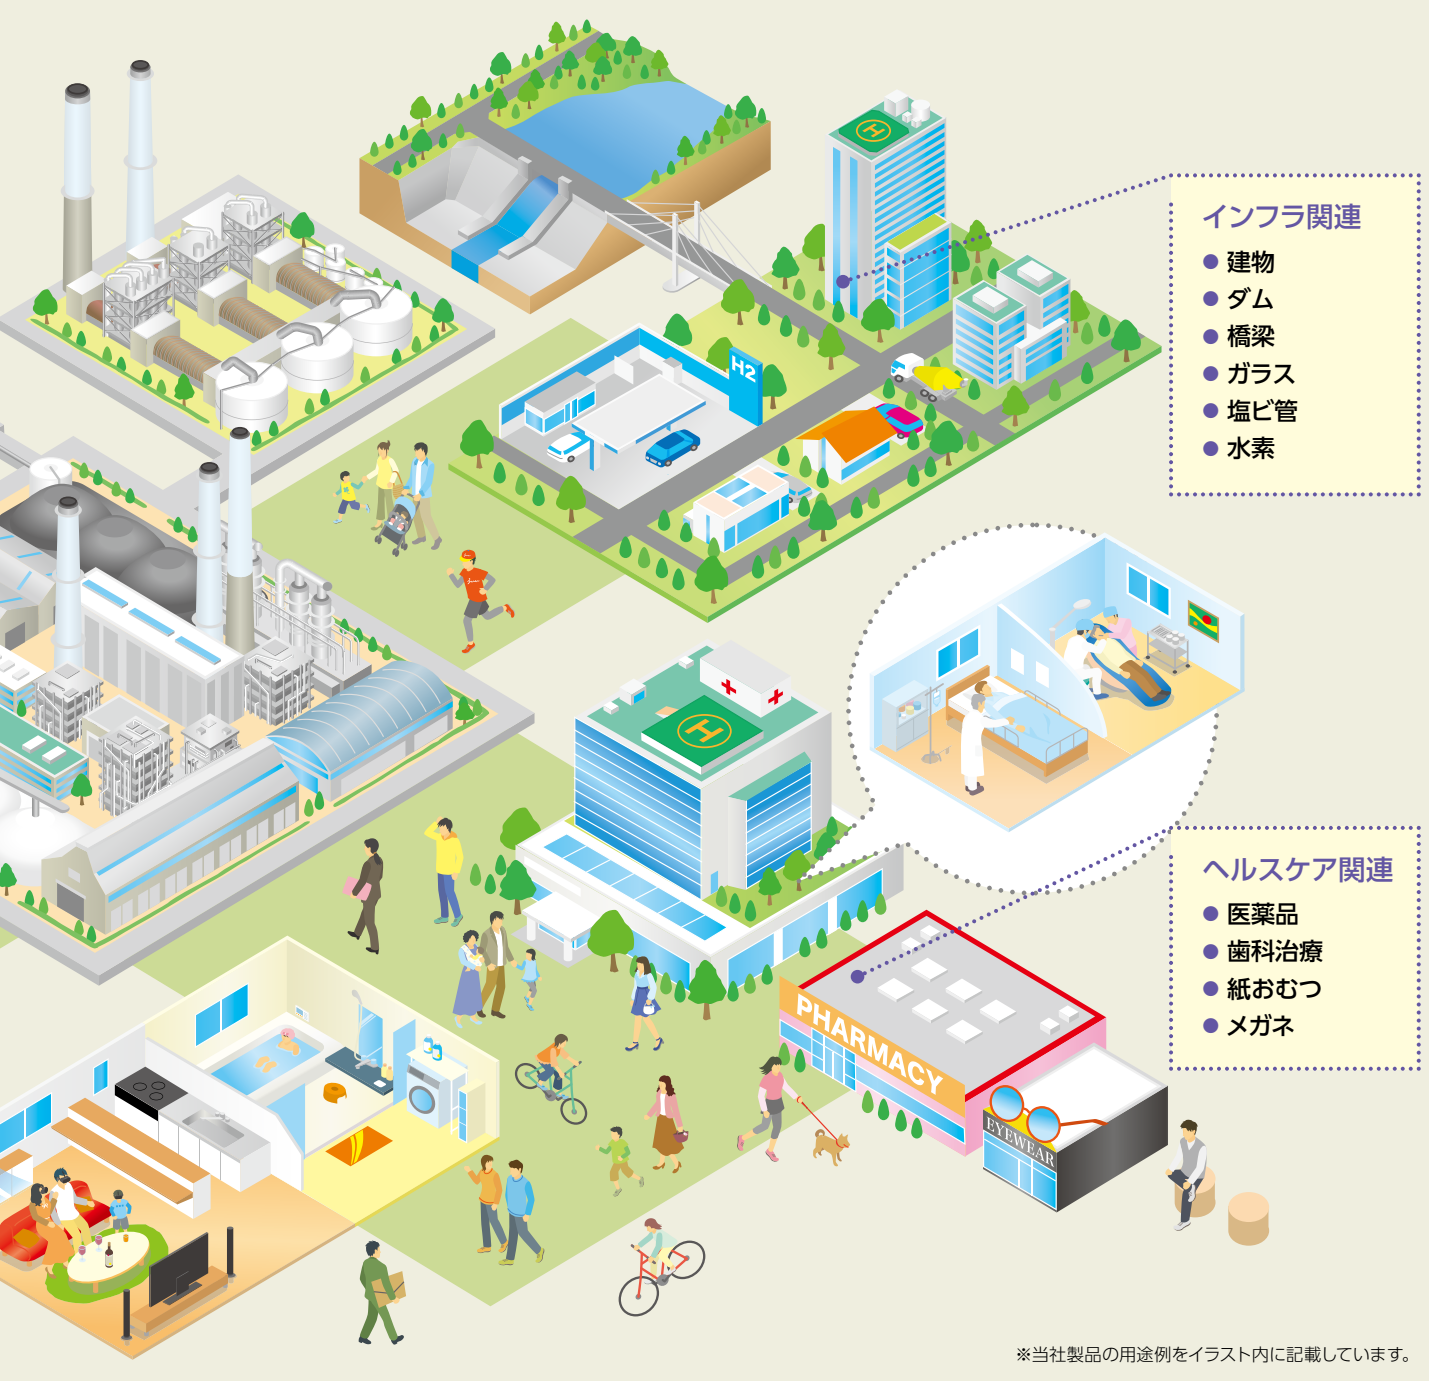 H
インフラ関連
● 建物
● ダム
● 橋梁
● ガラス
● 塩ビ管
● 水素
H2
H
ヘルスケア関連
● 医薬品
● 歯科治療
● 紙おむつ
● メガネ
PHARMACY
EYEWEAR
※当社製品の用途例をイラスト内に記載しています。